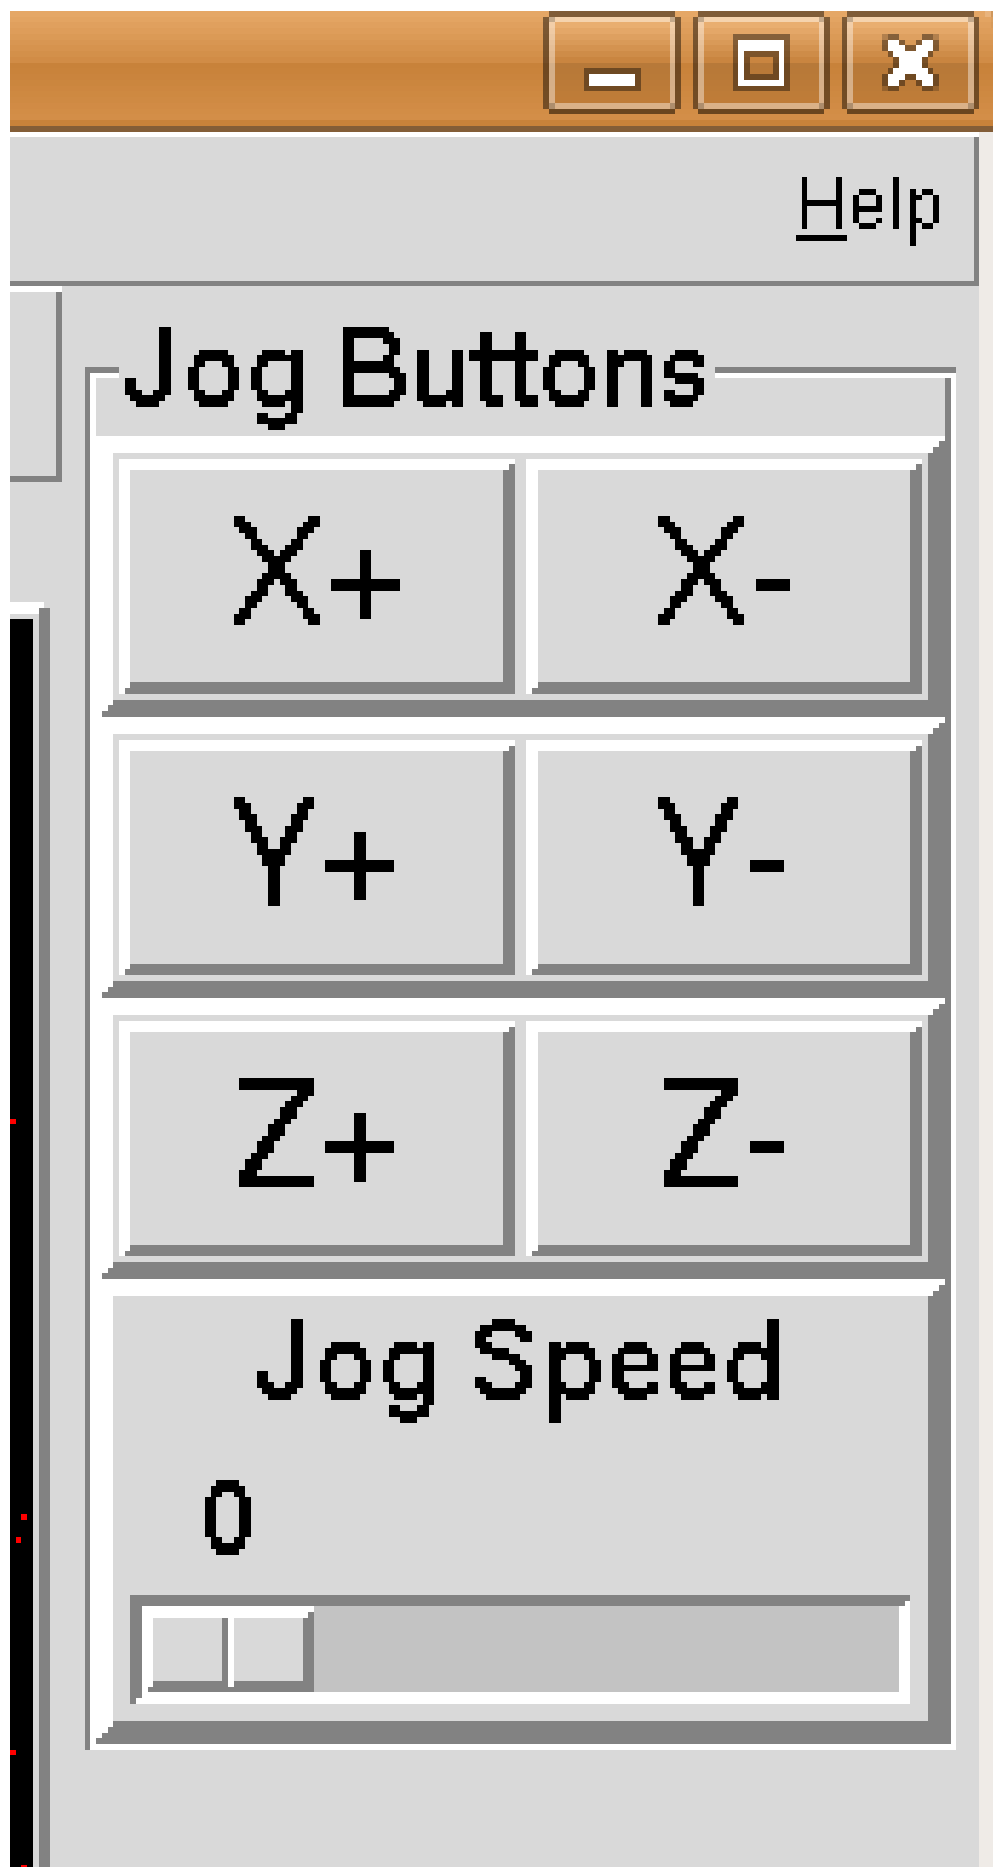 Help
Jog Buttons
X+ X-
Y+ Y-
Z+ Z-
Jog Speed
0